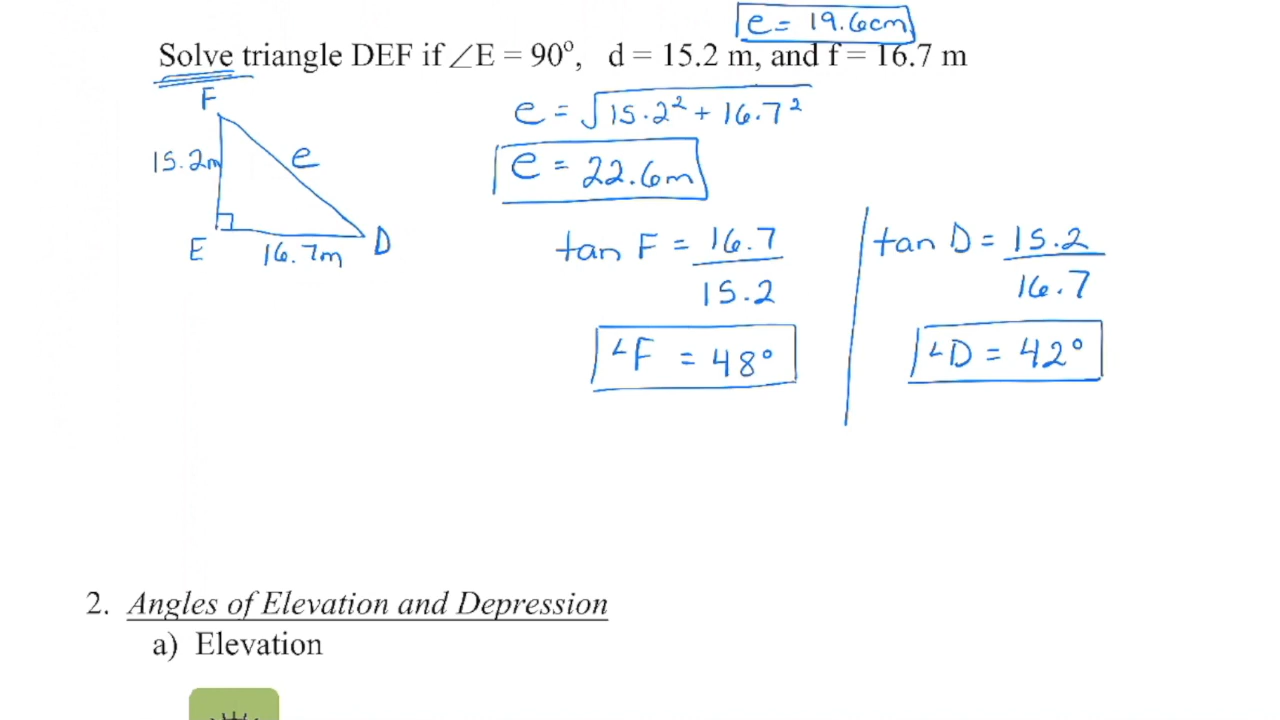 e = 19.6cm
Solve triangle DEF if ∠E = 90°, d = 15.2 m, and f = 16.7 m
F
15.2m
e
E
16.7m
D
e = √15.2² + 16.7²
e = 22.6m
tan F = 16.7
15.2
∠F = 48°
tan D = 15.2
16.7
∠D = 42°
2. Angles of Elevation and Depression
a) Elevation